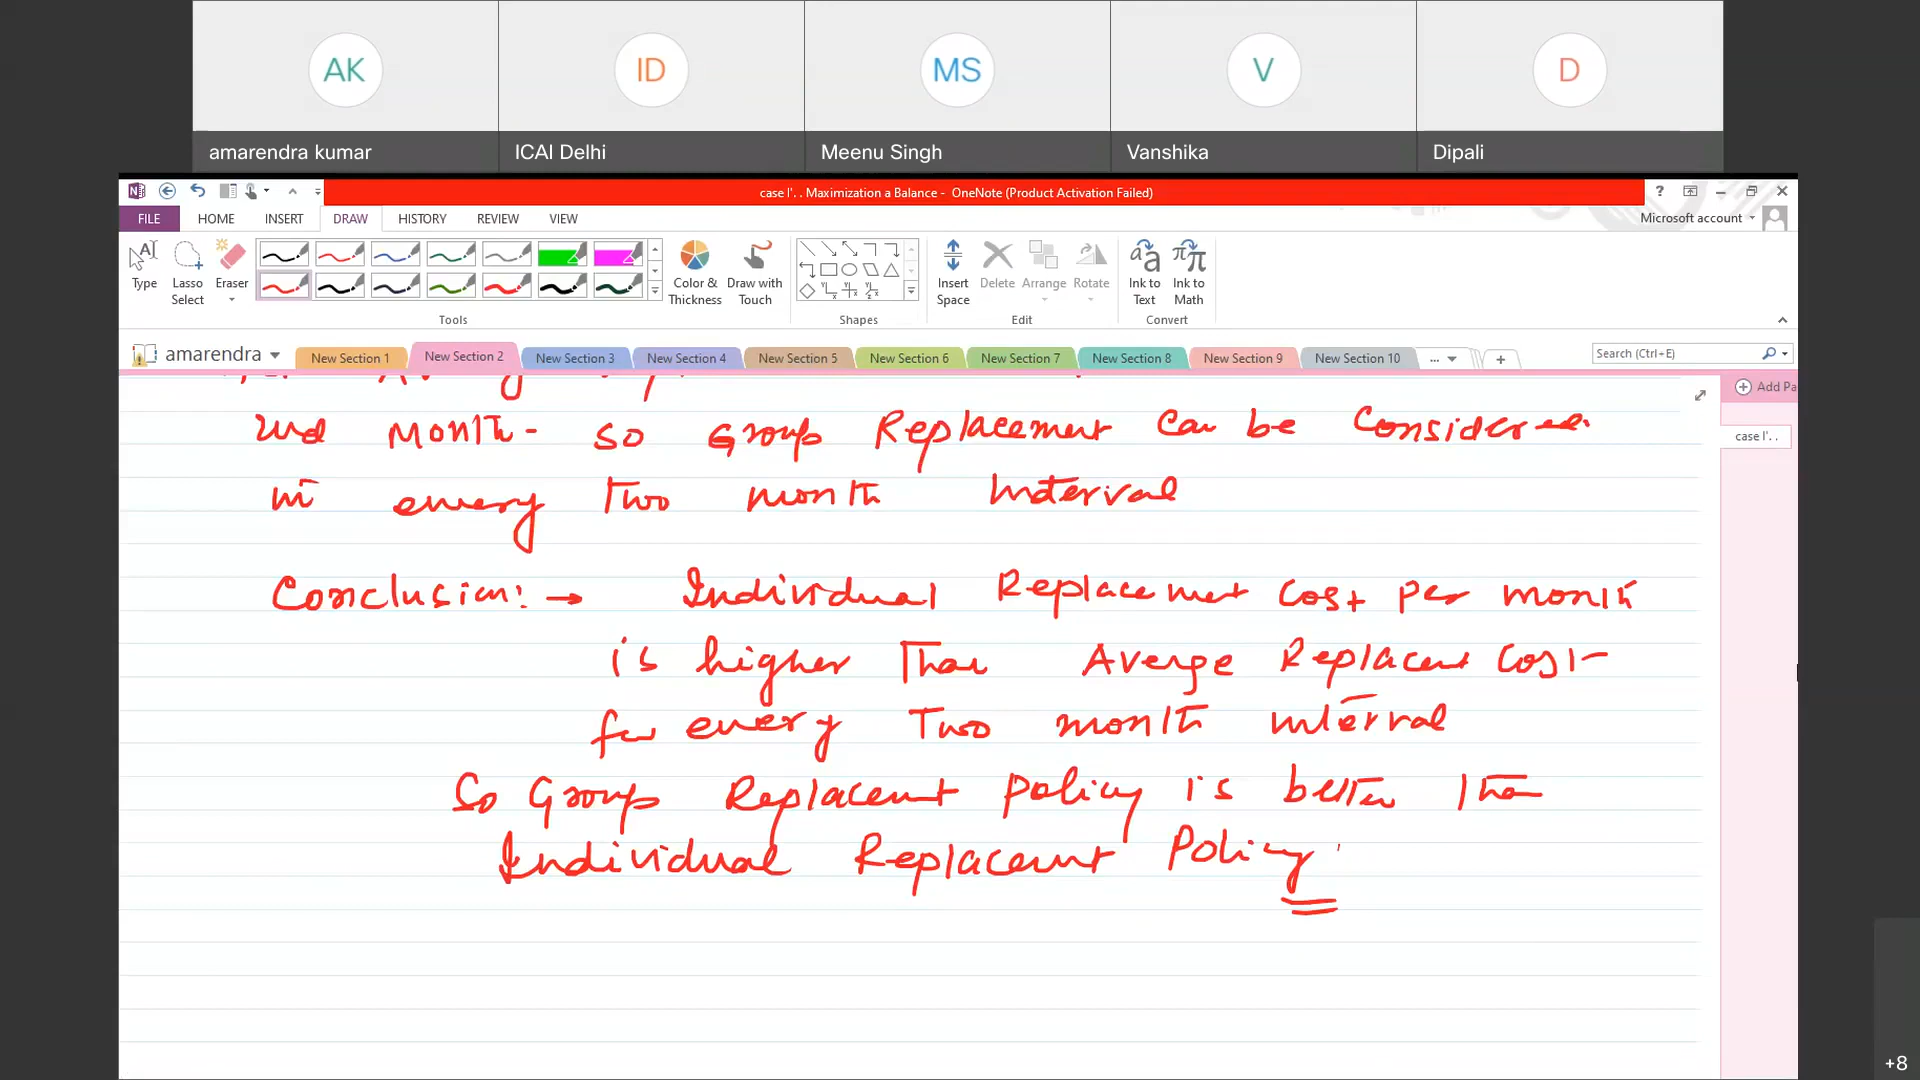 AK ID MS V D
amarendra kumar ICAI Delhi Meenu Singh Vanshika Dipali
case I'. . Maximization a Balance - OneNote (Product Activation Failed) ?
FILE HOME INSERT DRAW HISTORY REVIEW VIEW Microsoft account
Type Lasso Select Eraser Color & Thickness Draw with Touch Insert Space Delete Arrange Rotate Ink to Text Ink to Math
Tools Shapes Edit Convert
amarendra New Section 1 New Section 2 New Section 3 New Section 4 New Section 5 New Section 6 New Section 7 New Section 8 New Section 9 New Section 10 ... + Search (Ctrl+E)
Add Pa
case I'. .
2nd Month - so Group Replacement Can be Considered
in every Two month Interval
Conclusion: → Individual Replacement Cost per month
is higher Than Averge Replacent Cost
for every Two month interval
So Group Replacent policy is better than
Individual Replacent Policy
+8